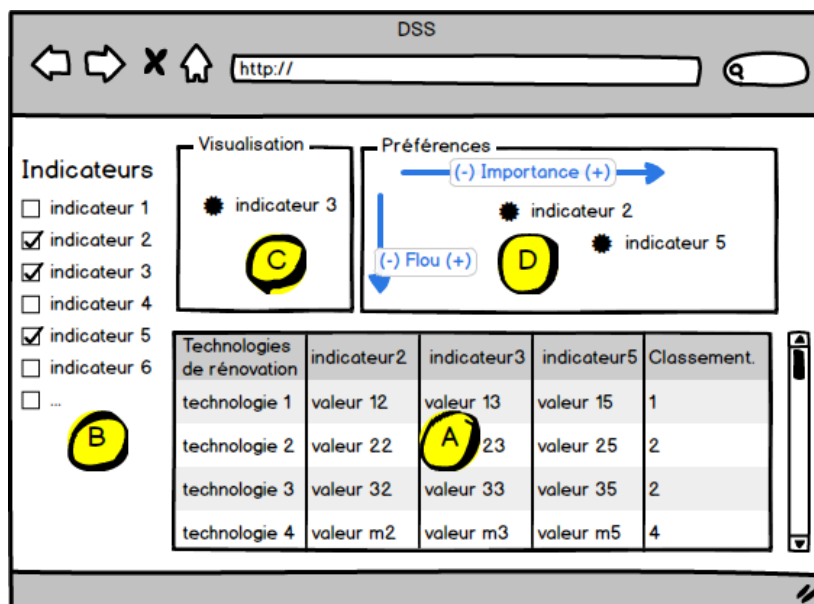 DSS
http://
Indicateurs
indicateur 1
indicateur 2
indicateur 3
indicateur 4
indicateur 5
indicateur 6
...
B
Visualisation
indicateur 3
C
Préférences
(-) Importance (+)
(-) Flou (+)
indicateur 2
indicateur 5
D
Technologies de rénovation indicateur2 indicateur3 indicateur5 Classement.
technologie 1 valeur 12 valeur 13 valeur 15 1
technologie 2 valeur 22 23 valeur 25 2
technologie 3 valeur 32 valeur 33 valeur 35 2
technologie 4 valeur m2 valeur m3 valeur m5 4
A